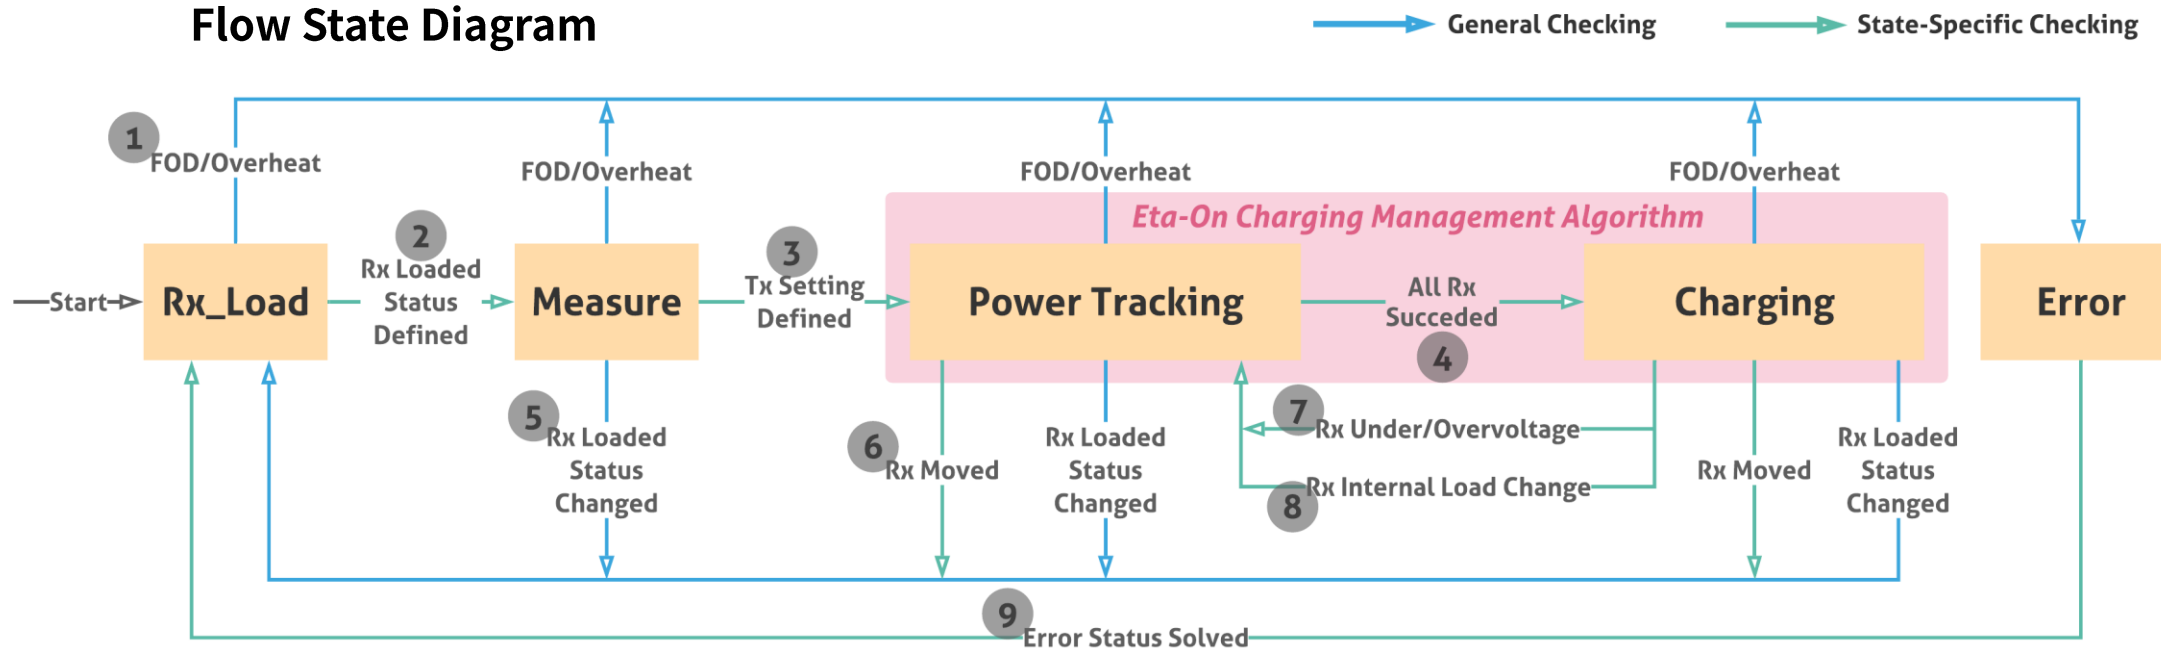 Flow State Diagram
General Checking
State-Specific Checking
1
FOD/Overheat
FOD/Overheat
FOD/Overheat
FOD/Overheat
Eta-On Charging Management Algorithm
2
Rx Loaded
Status
Defined
3
Tx Setting
Defined
Start
Rx_Load
Measure
Power Tracking
All Rx
Succeded
4
Charging
Error
5
Rx Loaded
Status
Changed
6
Rx Moved
Rx Loaded
Status
Changed
7
Rx Under/Overvoltage
8
Rx Internal Load Change
Rx Moved
Rx Loaded
Status
Changed
9
Error Status Solved